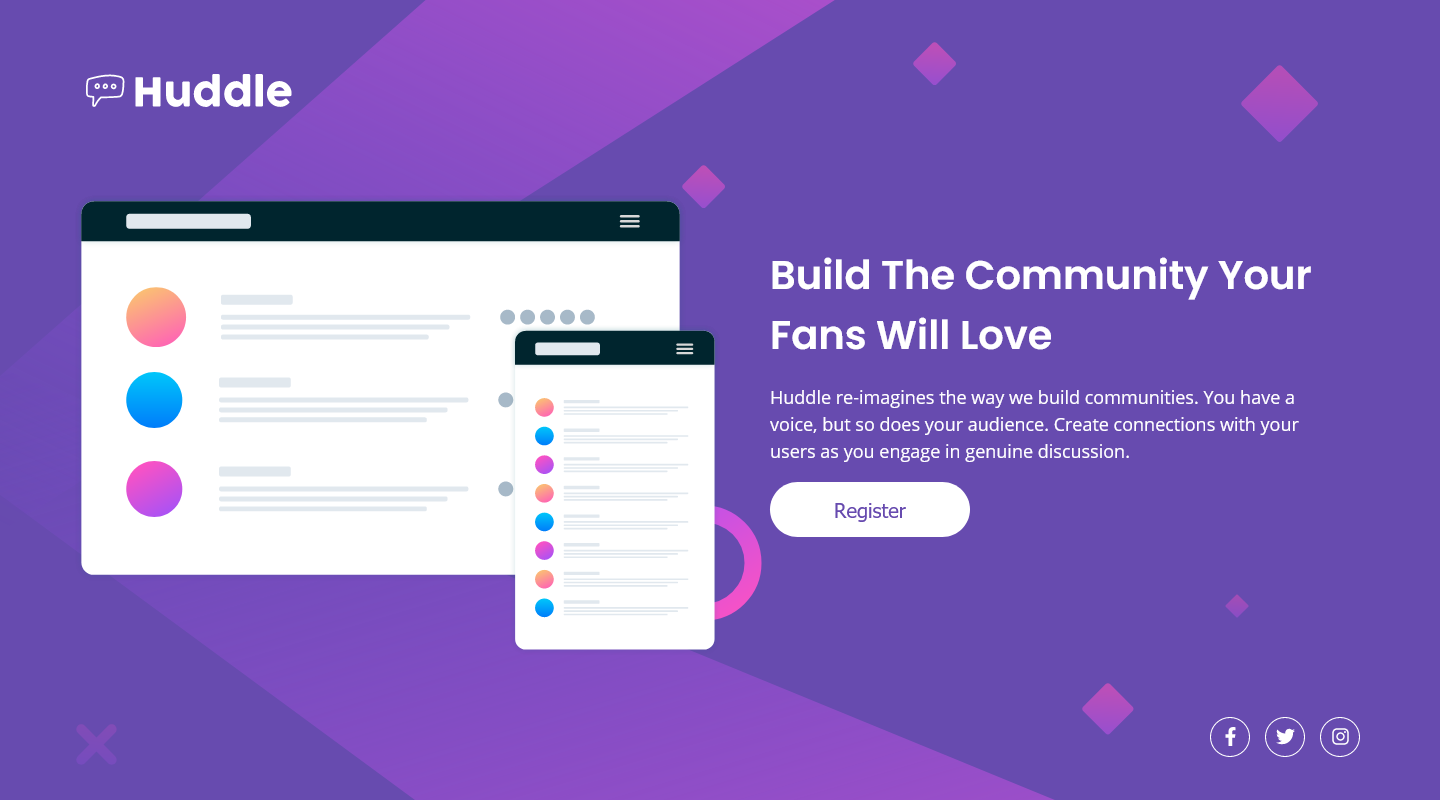 Huddle
Build The Community Your
Fans Will Love
Huddle re-imagines the way we build communities. You have a
voice, but so does your audience. Create connections with your
users as you engage in genuine discussion.
Register